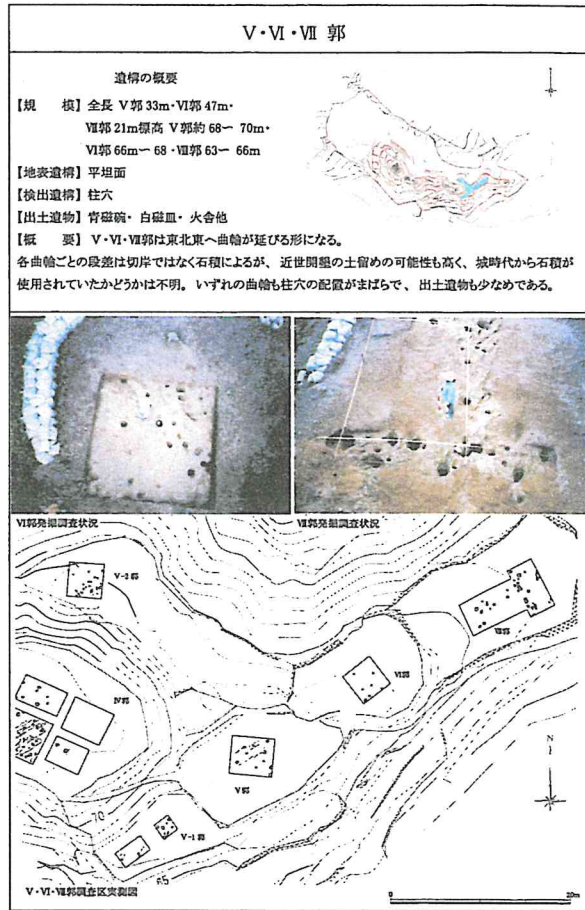 Ⅴ・Ⅵ・Ⅶ 郭
遺構の概要
【規　模】 全長 Ⅴ郭 33m・Ⅵ郭 47m・
Ⅶ郭 21m標高 Ⅴ郭約 68～ 70m・
Ⅵ郭 66m～ 68・Ⅶ郭 63～ 66m
【地表遺構】 平坦面
【検出遺構】 柱穴
【出土遺物】 青磁碗・ 白磁皿・ 火舎他
【概　要】 Ⅴ・Ⅵ・Ⅶ郭は東北東へ曲輪が延びる形になる。
各曲輪ごとの段差は切岸ではなく石積によるが、 近世開墾の土留めの可能性も高く、 城時代から石積が
使用されていたかどうかは不明。 いずれの曲輪も柱穴の配置がまばらで、 出土遺物も少なめである。
Ⅵ郭発掘調査状況
Ⅶ郭発掘調査状況
Ⅴ-2郭
Ⅶ郭
Ⅵ郭
Ⅳ郭
Ⅴ郭
N
70
Ⅴ-1郭
65
Ⅴ・Ⅵ・Ⅶ郭調査区実測図
0 20m